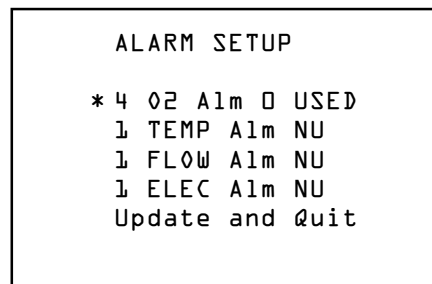 ALARM SETUP
* 4 O2 Alm 0 USED
1 TEMP Alm NU
1 FLOW Alm NU
1 ELEC Alm NU
Update and Quit